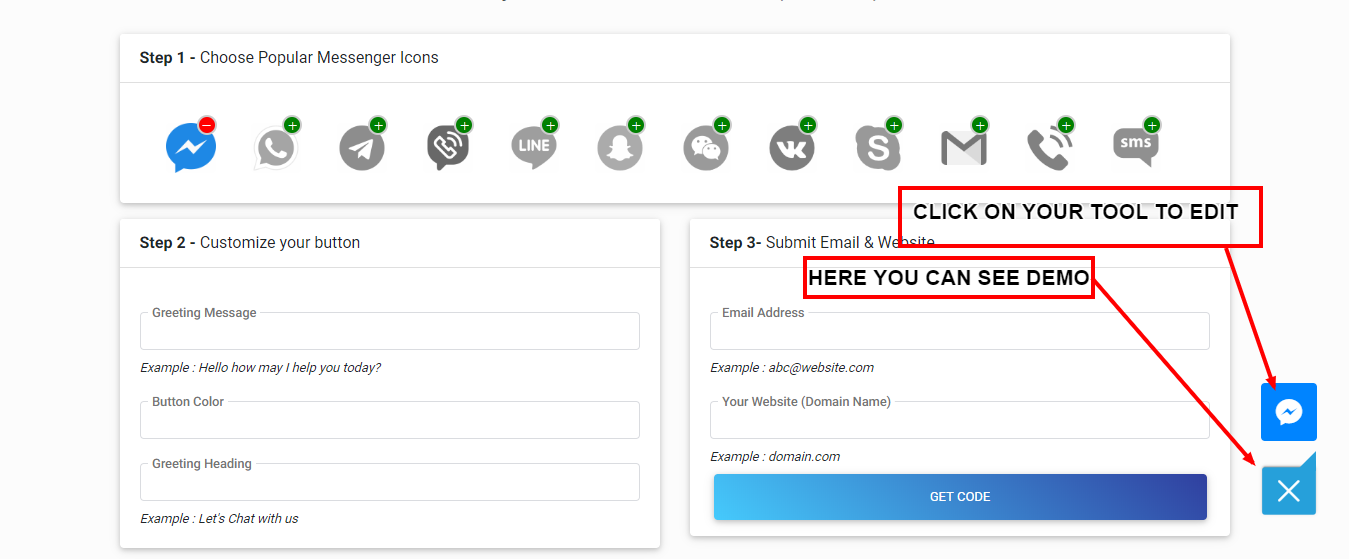 Step 1 - Choose Popular Messenger Icons
LINE
sms
CLICK ON YOUR TOOL TO EDIT
Step 2 - Customize your button
Step 3- Submit Email & Website
HERE YOU CAN SEE DEMO
Greeting Message
Example : Hello how may I help you today?
Button Color
Greeting Heading
Example : Let's Chat with us
Email Address
Example : abc@website.com
Your Website (Domain Name)
Example : domain.com
GET CODE